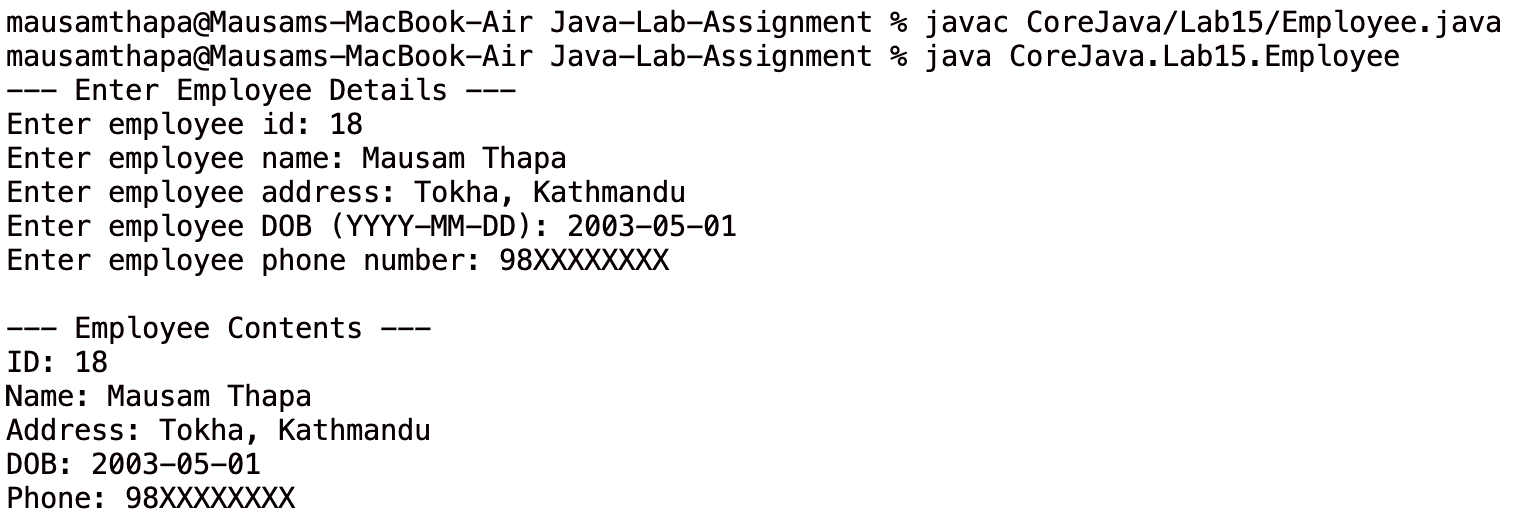 mausamthapa@Mausams-MacBook-Air Java-Lab-Assignment % javac CoreJava/Lab15/Employee.java
mausamthapa@Mausams-MacBook-Air Java-Lab-Assignment % java CoreJava.Lab15.Employee
--- Enter Employee Details ---
Enter employee id: 18
Enter employee name: Mausam Thapa
Enter employee address: Tokha, Kathmandu
Enter employee DOB (YYYY-MM-DD): 2003-05-01
Enter employee phone number: 98XXXXXXXX

--- Employee Contents ---
ID: 18
Name: Mausam Thapa
Address: Tokha, Kathmandu
DOB: 2003-05-01
Phone: 98XXXXXXXX